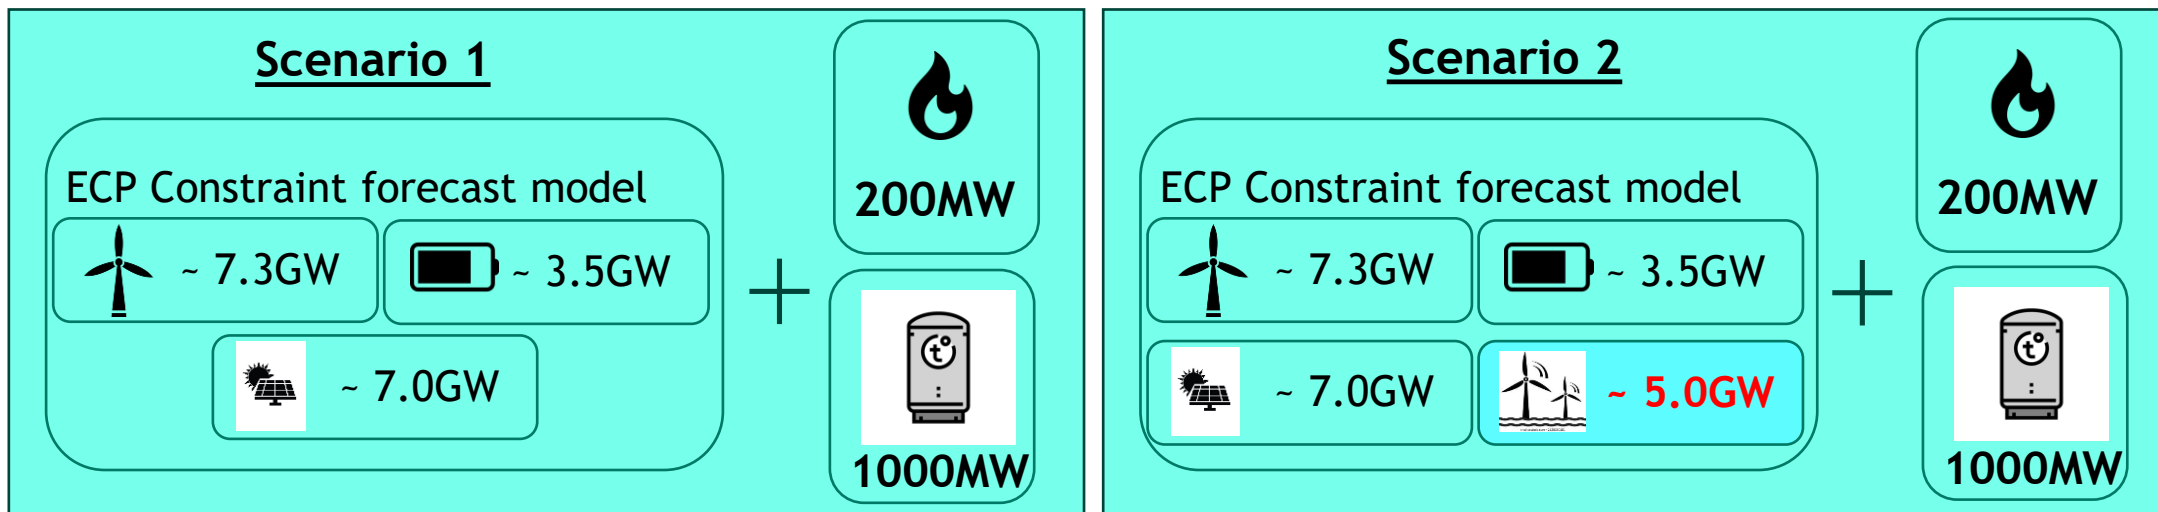 Scenario 1
ECP Constraint forecast model
~ 7.3GW
~ 3.5GW
~ 7.0GW
200MW
t°
1000MW
Scenario 2
ECP Constraint forecast model
~ 7.3GW
~ 3.5GW
~ 7.0GW
~ 5.0GW
200MW
t°
1000MW